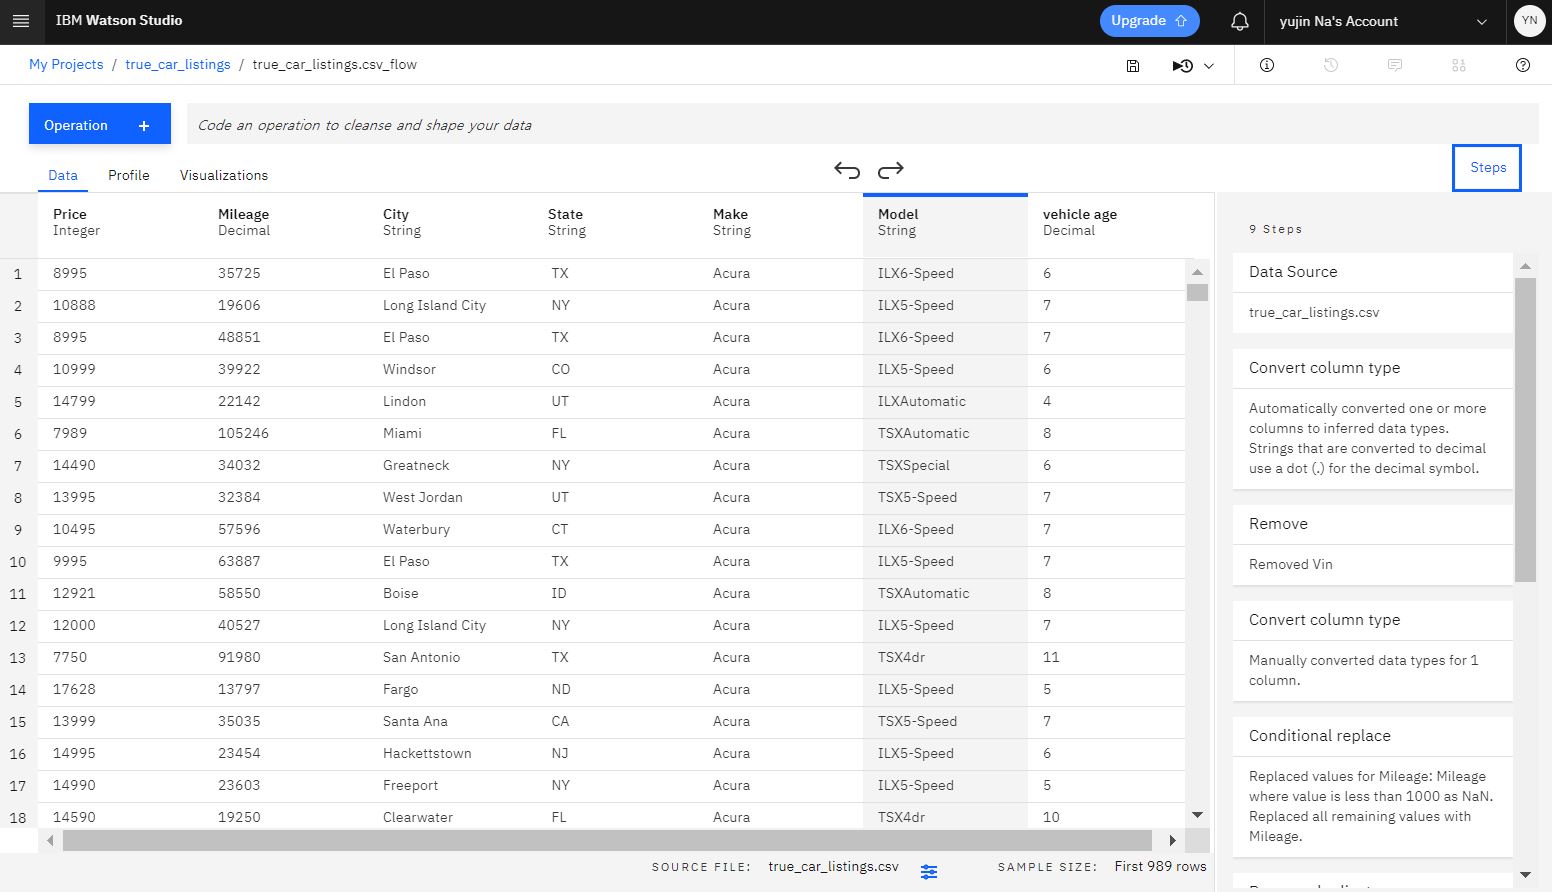 IBM Watson Studio
Upgrade
yujin Na's Account
YN
My Projects / true_car_listings / true_car_listings.csv_flow
Operation +
Code an operation to cleanse and shape your data
Data Profile Visualizations
Steps
Price Mileage City State Make Model vehicle age
Integer Decimal String String String String Decimal
1 8995 35725 El Paso TX Acura ILX6-Speed 6
2 10888 19606 Long Island City NY Acura ILX5-Speed 7
3 8995 48851 El Paso TX Acura ILX6-Speed 7
4 10999 39922 Windsor CO Acura ILX5-Speed 6
5 14799 22142 Lindon UT Acura ILXAutomatic 4
6 7989 105246 Miami FL Acura TSXAutomatic 8
7 14490 34032 Greatneck NY Acura TSXSpecial 6
8 13995 32384 West Jordan UT Acura TSX5-Speed 7
9 10495 57596 Waterbury CT Acura ILX6-Speed 7
10 9995 63887 El Paso TX Acura ILX5-Speed 7
11 12921 58550 Boise ID Acura TSXAutomatic 8
12 12000 40527 Long Island City NY Acura ILX5-Speed 7
13 7750 91980 San Antonio TX Acura TSX4dr 11
14 17628 13797 Fargo ND Acura ILX5-Speed 5
15 13999 35035 Santa Ana CA Acura TSX5-Speed 7
16 14995 23454 Hackettstown NJ Acura ILX5-Speed 6
17 14990 23603 Freeport NY Acura ILX5-Speed 5
18 14590 19250 Clearwater FL Acura TSX4dr 10
SOURCE FILE: true_car_listings.csv SAMPLE SIZE: First 989 rows
9 Steps
Data Source
true_car_listings.csv
Convert column type
Automatically converted one or more
columns to inferred data types.
Strings that are converted to decimal
use a dot (.) for the decimal symbol.
Remove
Removed Vin
Convert column type
Manually converted data types for 1
column.
Conditional replace
Replaced values for Mileage: Mileage
where value is less than 1000 as NaN.
Replaced all remaining values with
Mileage.